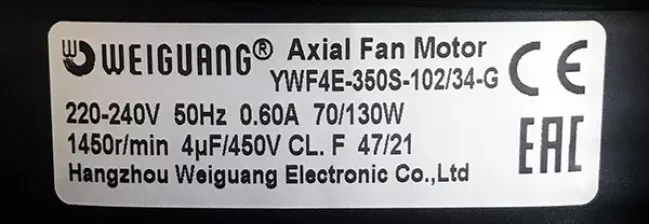 WEIGUANG® Axial Fan Motor
YWF4E-350S-102/34-G
220-240V 50Hz 0.60A 70/130W
1450r/min 4µF/450V CL. F 47/21
Hangzhou Weiguang Electronic Co.,Ltd
CE
EAC